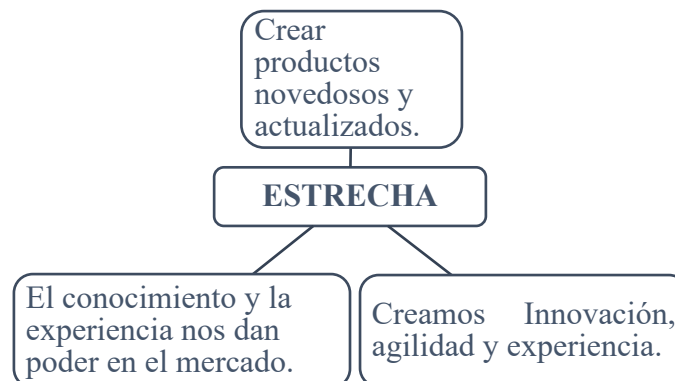 Crear
productos
novedosos y
actualizados.
ESTRECHA
El conocimiento y la
experiencia nos dan
poder en el mercado.
Creamos Innovación,
agilidad y experiencia.